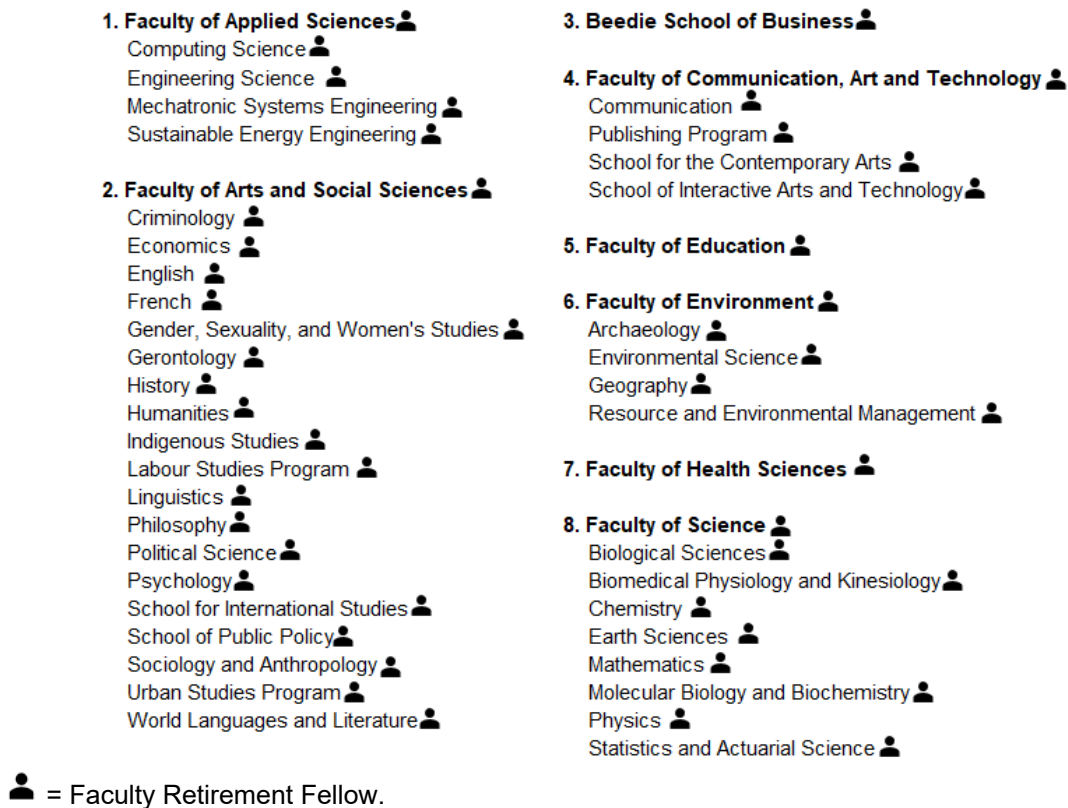 1. Faculty of Applied Sciences
Computing Science
Engineering Science
Mechatronic Systems Engineering
Sustainable Energy Engineering
2. Faculty of Arts and Social Sciences
Criminology
Economics
English
French
Gender, Sexuality, and Women's Studies
Gerontology
History
Humanities
Indigenous Studies
Labour Studies Program
Linguistics
Philosophy
Political Science
Psychology
School for International Studies
School of Public Policy
Sociology and Anthropology
Urban Studies Program
World Languages and Literature
3. Beedie School of Business
4. Faculty of Communication, Art and Technology
Communication
Publishing Program
School for the Contemporary Arts
School of Interactive Arts and Technology
5. Faculty of Education
6. Faculty of Environment
Archaeology
Environmental Science
Geography
Resource and Environmental Management
7. Faculty of Health Sciences
8. Faculty of Science
Biological Sciences
Biomedical Physiology and Kinesiology
Chemistry
Earth Sciences
Mathematics
Molecular Biology and Biochemistry
Physics
Statistics and Actuarial Science
= Faculty Retirement Fellow.